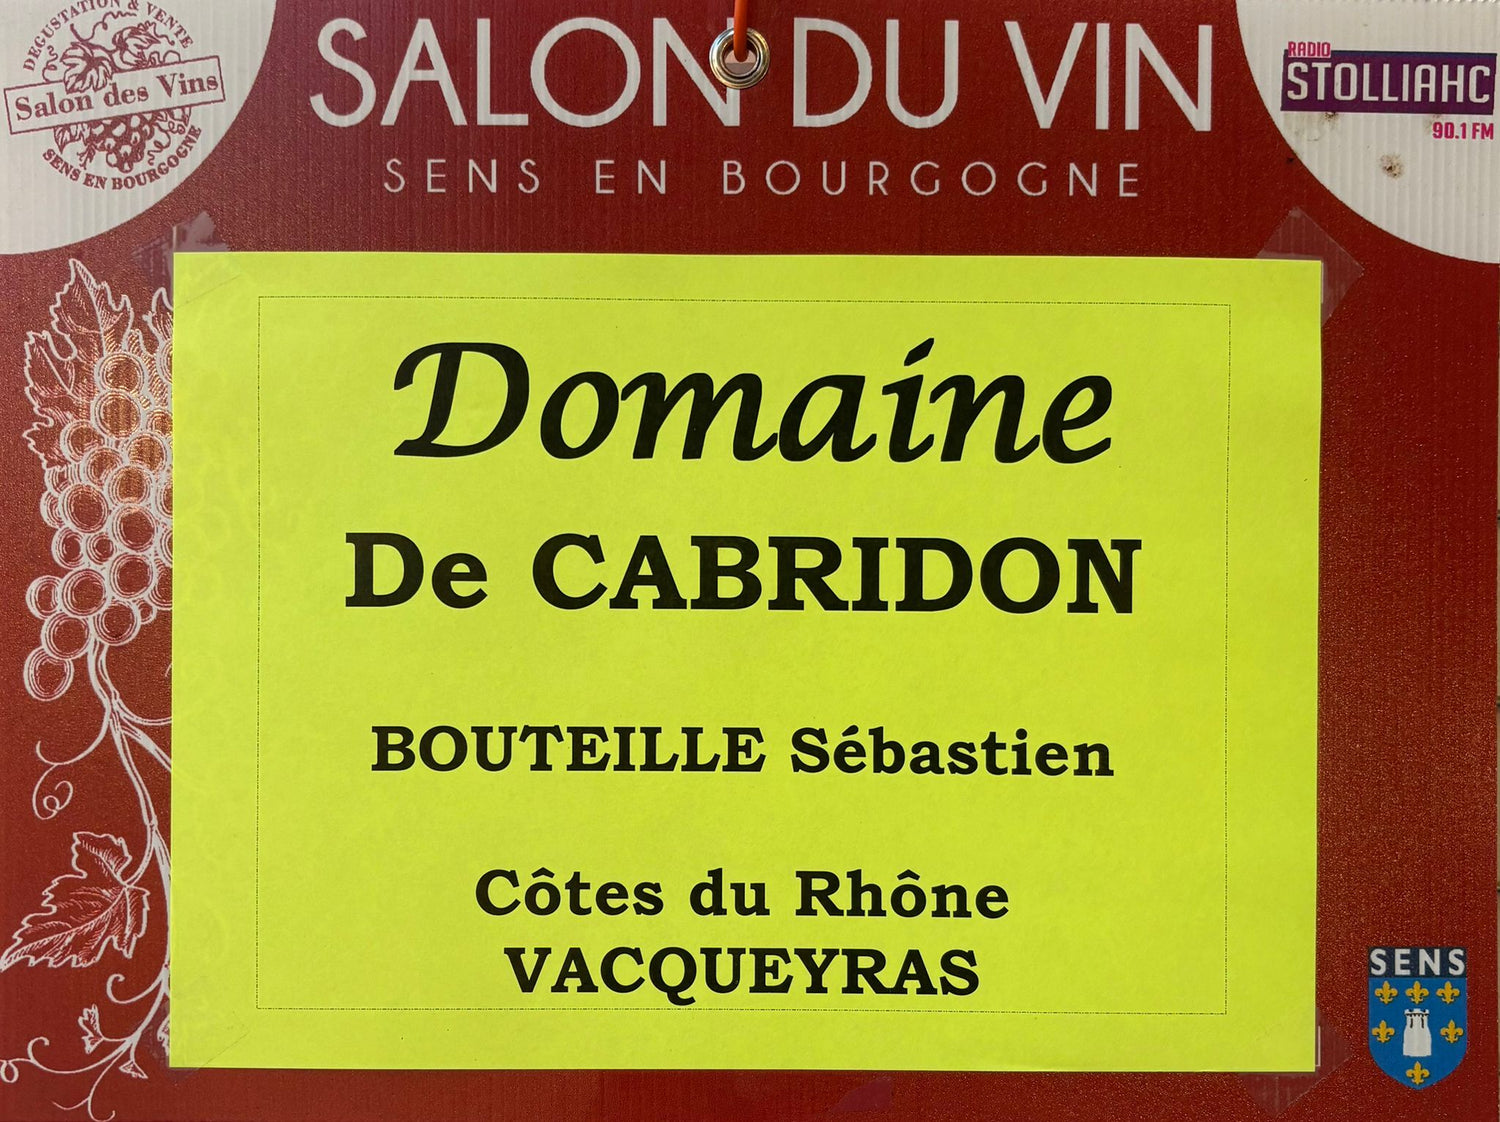 DEGUSTATION & VENTE
Salon des Vins
SENS EN BOURGOGNE
SALON DU VIN
SENS EN BOURGOGNE
RADIO
STOLLIAHC
90.1 FM
Domaine
De CABRIDON
BOUTEILLE Sébastien
Côtes du Rhône
VACQUEYRAS
SENS